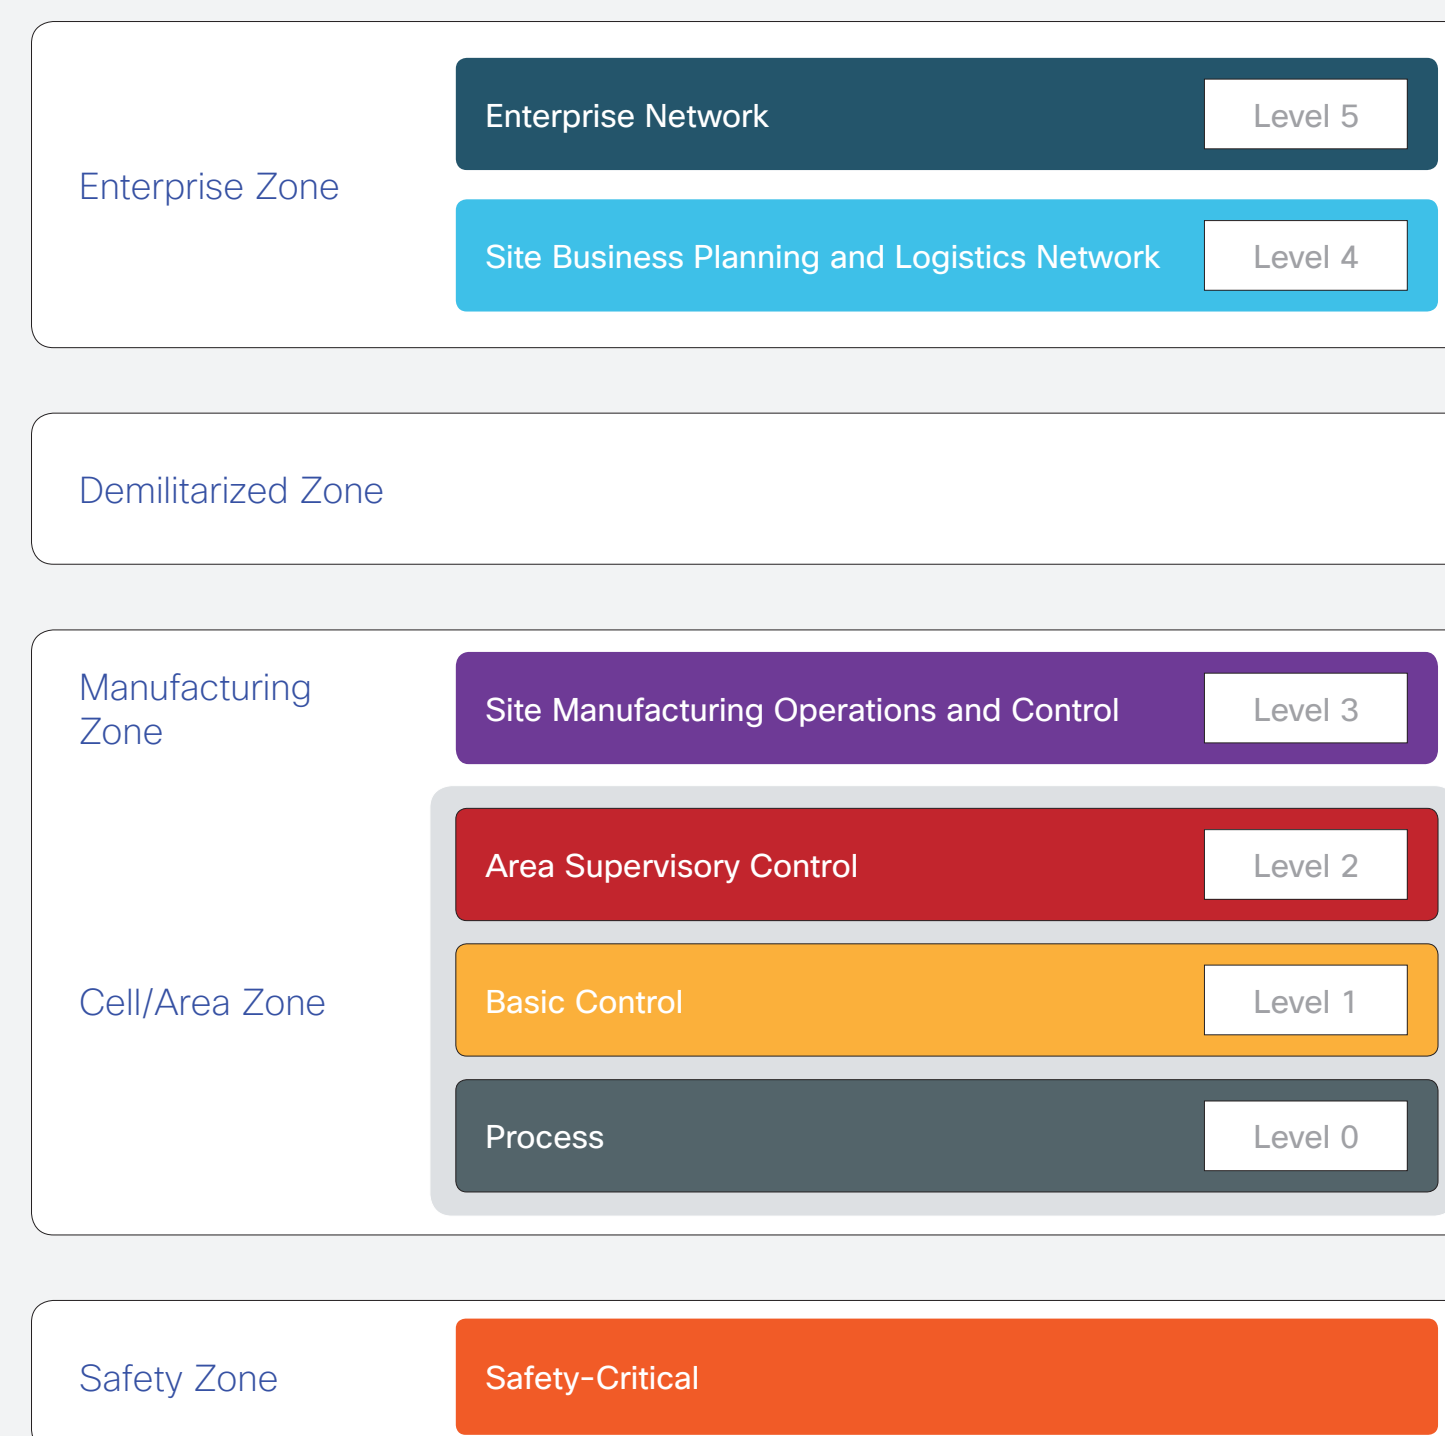 Enterprise Zone
Enterprise Network
Level 5
Site Business Planning and Logistics Network
Level 4
Demilitarized Zone
Manufacturing
Zone
Site Manufacturing Operations and Control
Level 3
Cell/Area Zone
Area Supervisory Control
Level 2
Basic Control
Level 1
Process
Level 0
Safety Zone
Safety-Critical